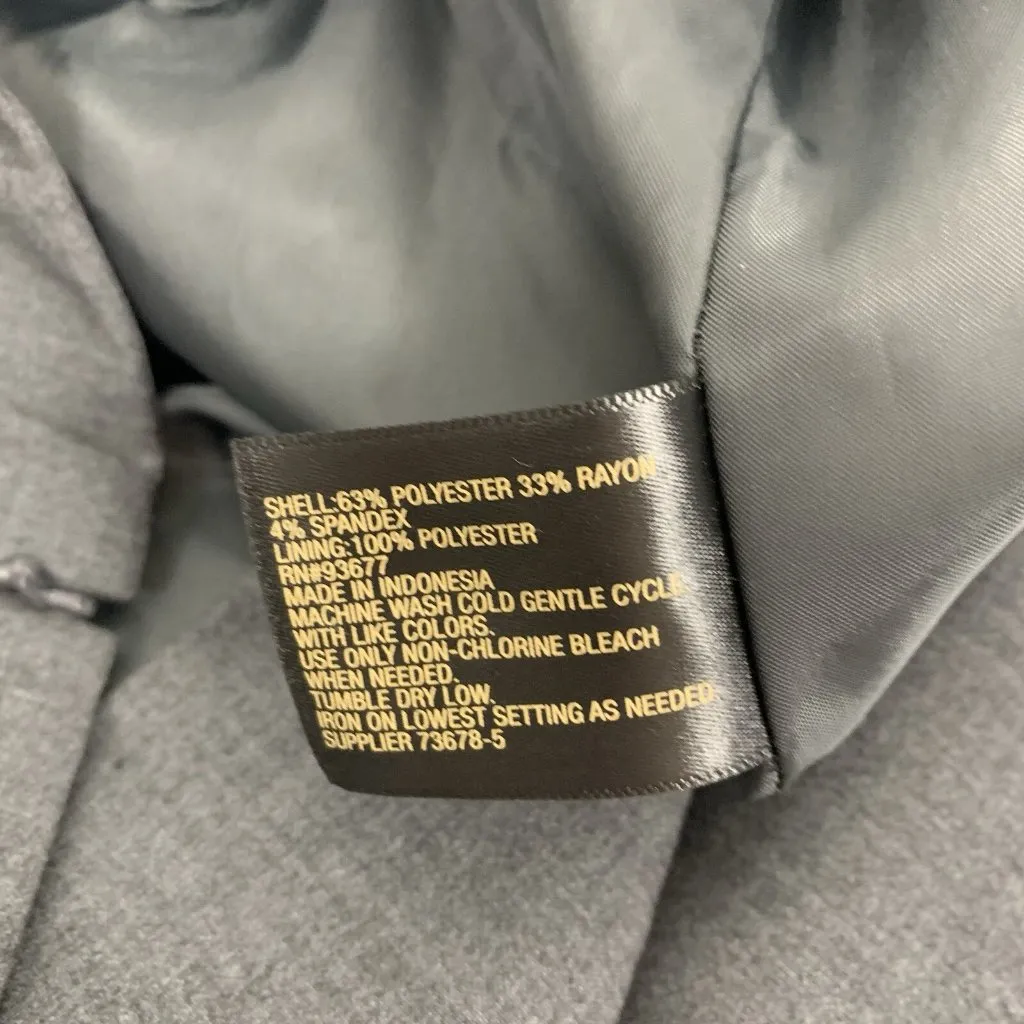 SHELL:63% POLYESTER 33% RAYON
4% SPANDEX
LINING:100% POLYESTER
RN#93677
MADE IN INDONESIA
MACHINE WASH COLD GENTLE CYCLE
WITH LIKE COLORS.
USE ONLY NON-CHLORINE BLEACH
WHEN NEEDED.
TUMBLE DRY LOW.
IRON ON LOWEST SETTING AS NEEDED.
SUPPLIER 73678-5